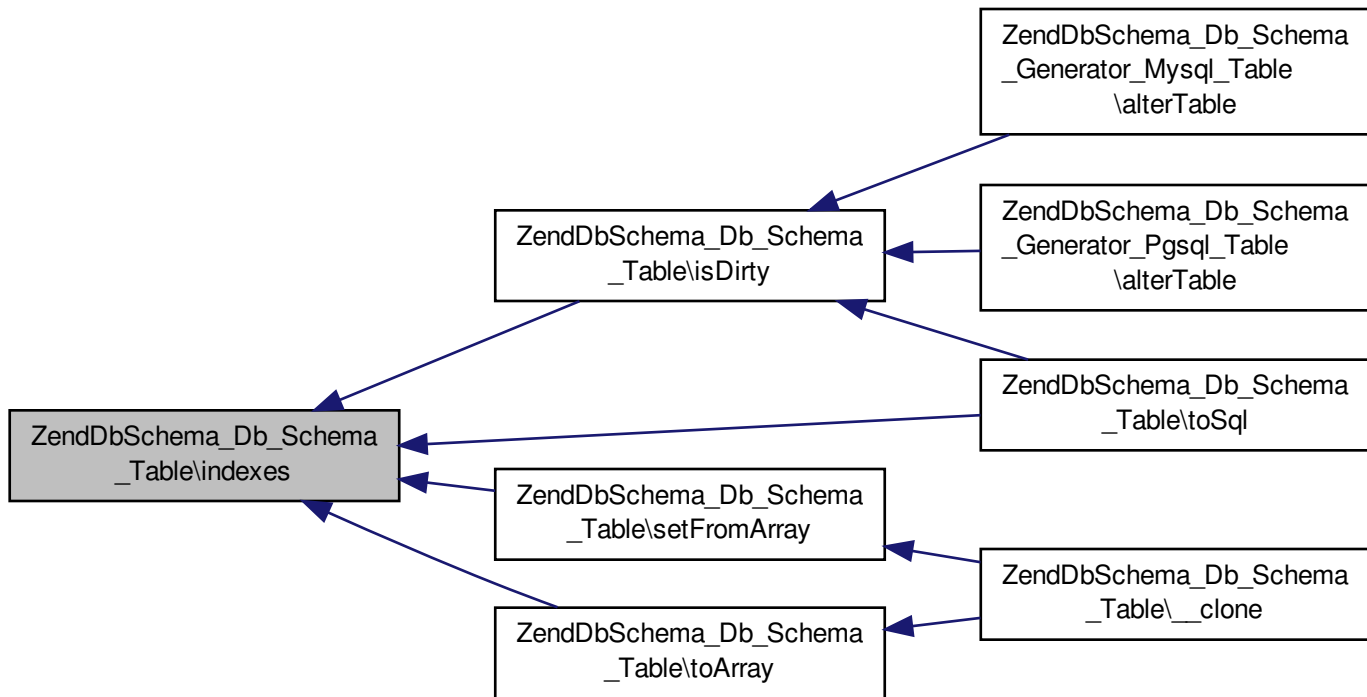 ZendDbSchema_Db_Schema
_Generator_Mysql_Table
\alterTable
ZendDbSchema_Db_Schema
_Generator_Pgsql_Table
\alterTable
ZendDbSchema_Db_Schema
_Table\isDirty
ZendDbSchema_Db_Schema
_Table\toSql
ZendDbSchema_Db_Schema
_Table\indexes
ZendDbSchema_Db_Schema
_Table\setFromArray
ZendDbSchema_Db_Schema
_Table\__clone
ZendDbSchema_Db_Schema
_Table\toArray